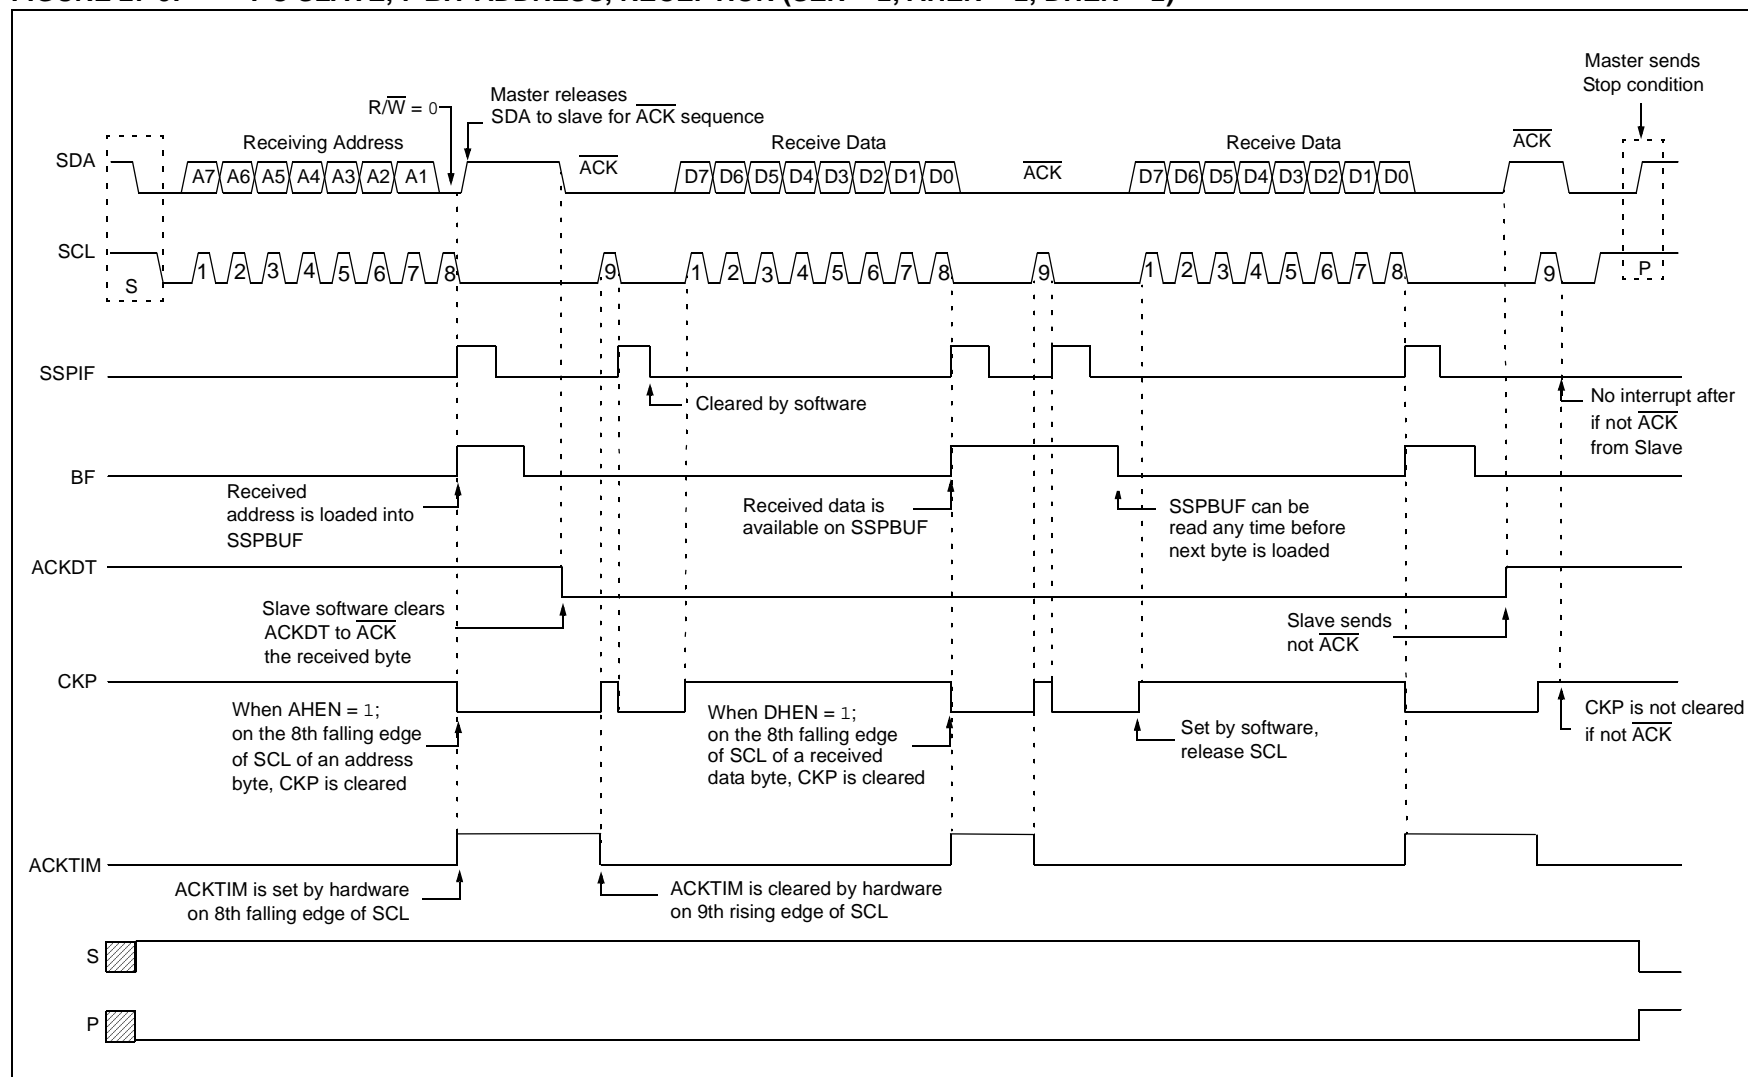 Master sends
Stop condition
Master releases
SDA to slave for ACK sequence
R/W = 0
Receiving Address
Receive Data
Receive Data
ACK
SDA
A7 A6 A5 A4 A3 A2 A1
ACK
D7 D6 D5 D4 D3 D2 D1 D0
ACK
D7 D6 D5 D4 D3 D2 D1 D0
SCL
S
1 2 3 4 5 6 7 8 9
1 2 3 4 5 6 7 8 9
1 2 3 4 5 6 7 8 9
P
SSPIF
Cleared by software
No interrupt after
if not ACK
from Slave
BF
Received
address is loaded into
SSPBUF
Received data is
available on SSPBUF
SSPBUF can be
read any time before
next byte is loaded
ACKDT
Slave software clears
ACKDT to ACK
the received byte
Slave sends
not ACK
CKP
When AHEN = 1;
on the 8th falling edge
of SCL of an address
byte, CKP is cleared
When DHEN = 1;
on the 8th falling edge
of SCL of a received
data byte, CKP is cleared
Set by software,
release SCL
CKP is not cleared
if not ACK
ACKTIM
ACKTIM is set by hardware
on 8th falling edge of SCL
ACKTIM is cleared by hardware
on 9th rising edge of SCL
S
P